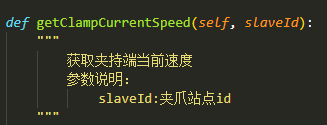 def getClampCurrentSpeed(self, slaveId):
"""
获取夹持端当前速度
参数说明:
slaveId:夹爪站点id
"""